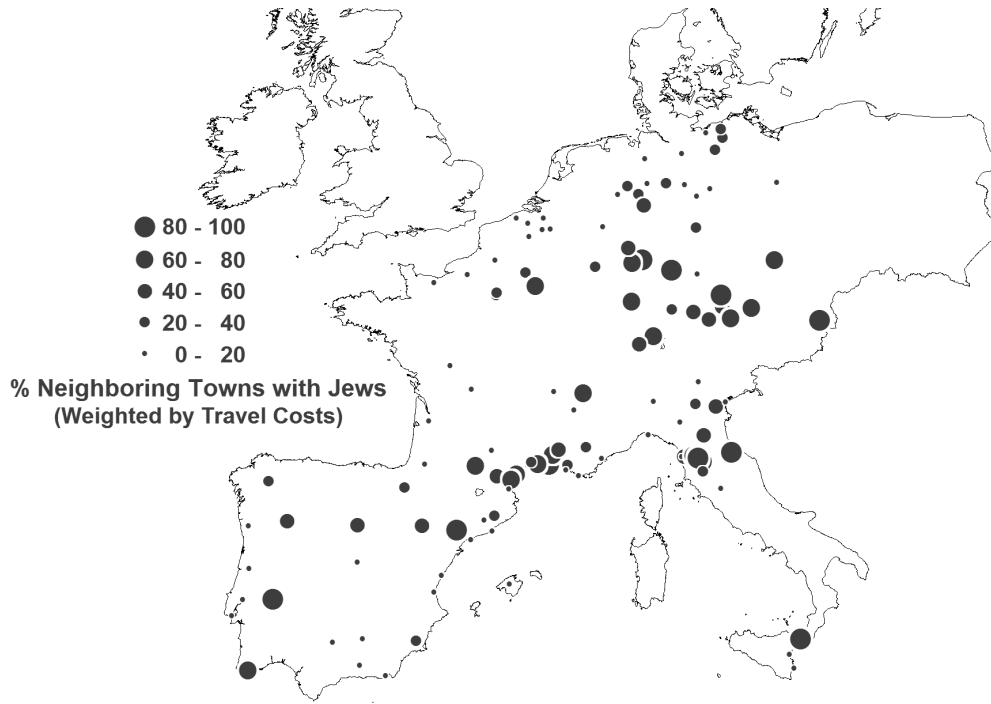 80 - 100
60 - 80
40 - 60
20 - 40
0 - 20
% Neighboring Towns with Jews
(Weighted by Travel Costs)